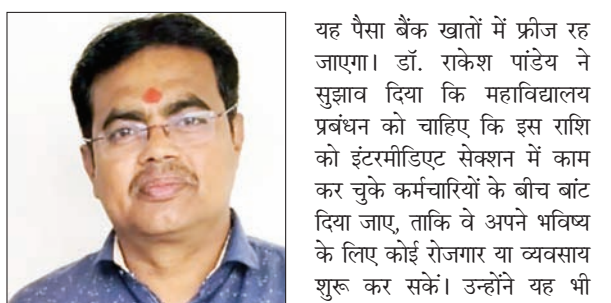 यह पैसा बैंक खातों में फ्रीज रह
जाएगा। डॉ. राकेश पांडेय ने
सुझाव दिया कि महाविद्यालय
प्रबंधन को चाहिए कि इस राशि
को इंटरमीडिएट सेक्शन में काम
कर चुके कर्मचारियों के बीच बांट
दिया जाए, ताकि वे अपने भविष्य
के लिए कोई रोजगार या व्यवसाय
शुरू कर सकें। उन्होंने यह भी